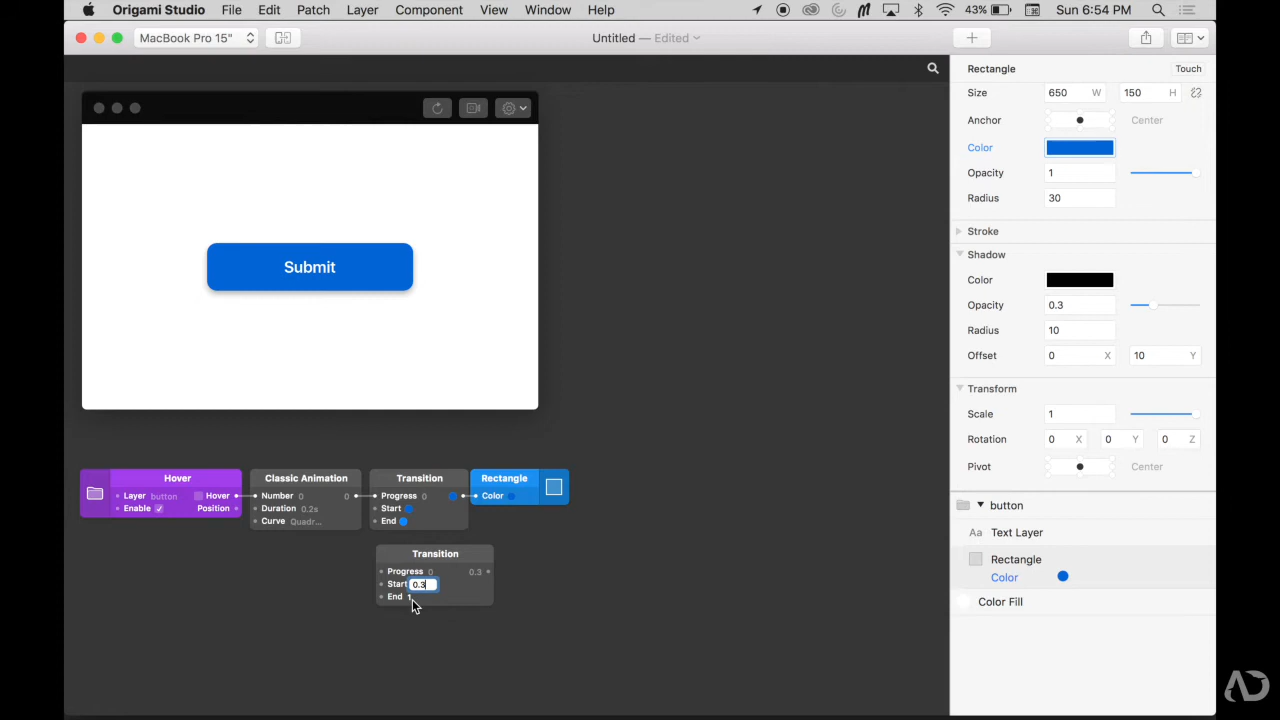 Origami Studio File Edit Patch Layer Component View Window Help 43% Sun 6:54 PM
MacBook Pro 15" Untitled — Edited
Rectangle Touch
Size 650 W 150 H
Anchor Center
Color
Opacity 1
Radius 30
Stroke
Shadow
Color
Opacity 0.3
Radius 10
Offset 0 X 10 Y
Transform
Scale 1
Rotation 0 X 0 Y 0 Z
Pivot Center
button
Aa Text Layer
Rectangle
Color
Color Fill
Submit
Hover
Layer button Hover
Enable Position
Classic Animation
Number 0 0
Duration 0.2s
Curve Quadr...
Transition
Progress 0
Start
End
Rectangle
Color
Transition
Progress 0 0.3
Start 0.3
End 1